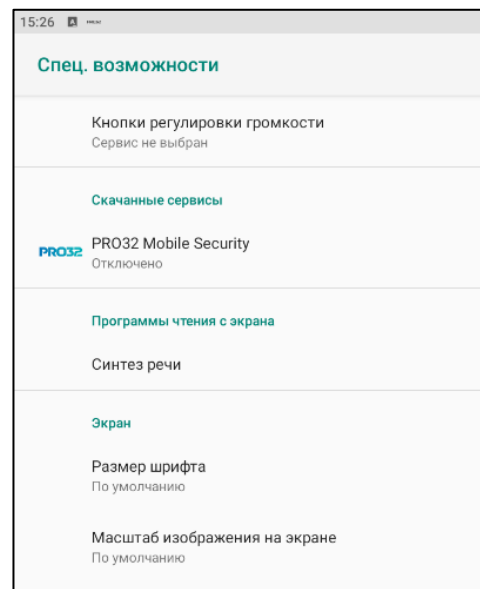 15:26
Спец. возможности
Кнопки регулировки громкости
Сервис не выбран
Скачанные сервисы
PRO32 PRO32 Mobile Security
Отключено
Программы чтения с экрана
Синтез речи
Экран
Размер шрифта
По умолчанию
Масштаб изображения на экране
По умолчанию